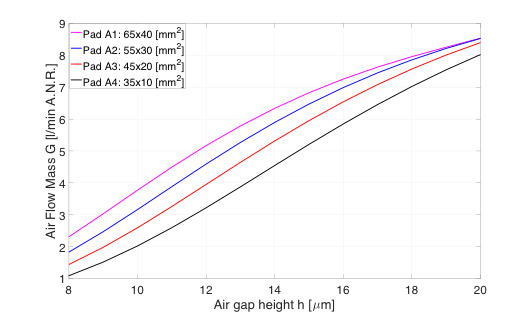 Pad A1: 65x40 [mm²]
Pad A2: 55x30 [mm²]
Pad A3: 45x20 [mm²]
Pad A4: 35x10 [mm²]
Air Flow Mass G [l/min A.N.R.]
9
8
7
6
5
4
3
2
1
8 10 12 14 16 18 20
Air gap height h [μm]